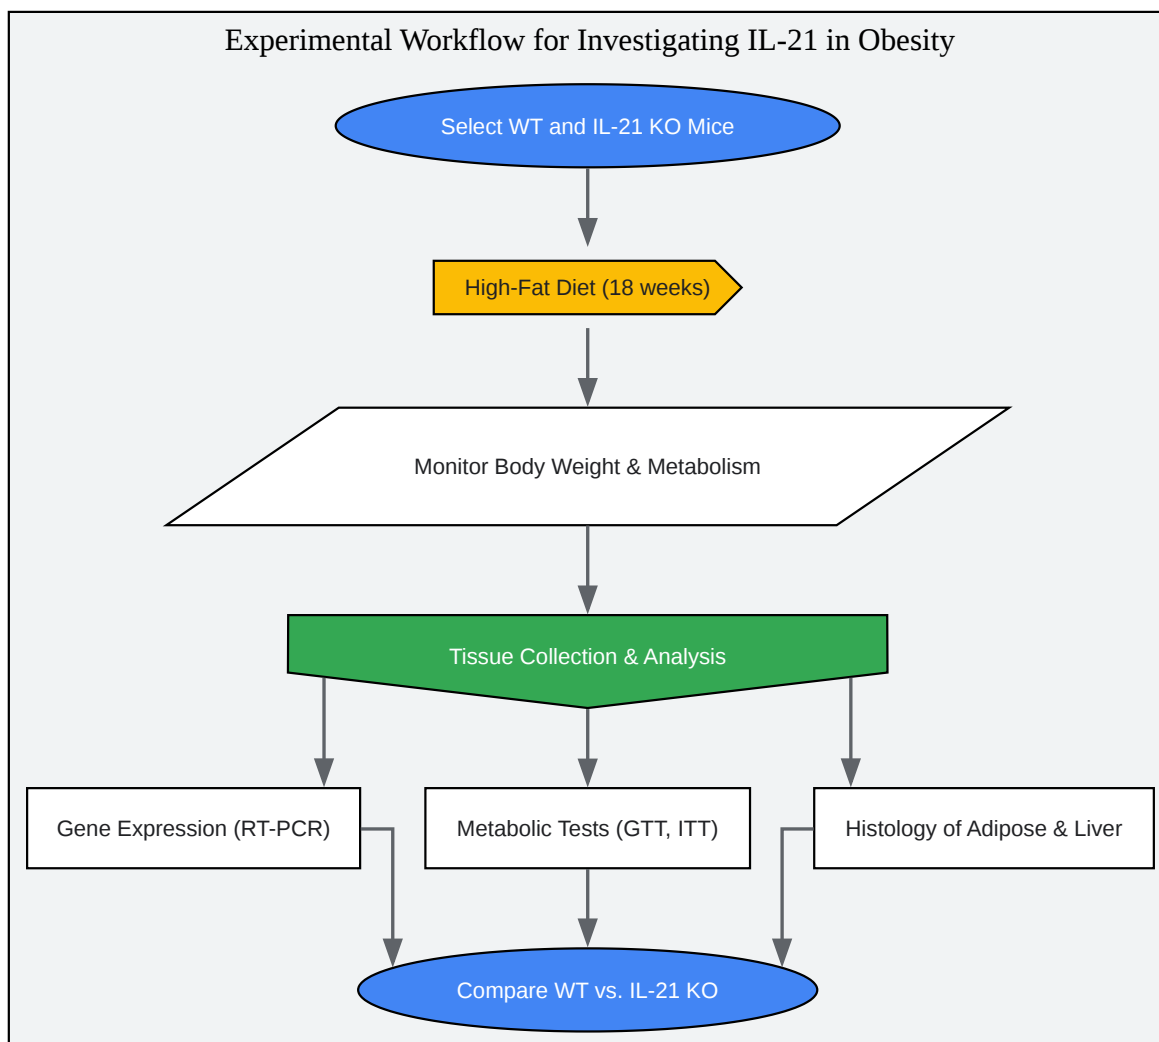 Experimental Workflow for Investigating IL-21 in Obesity
Select WT and IL-21 KO Mice
High-Fat Diet (18 weeks)
Monitor Body Weight & Metabolism
Tissue Collection & Analysis
Gene Expression (RT-PCR)
Metabolic Tests (GTT, ITT)
Histology of Adipose & Liver
Compare WT vs. IL-21 KO